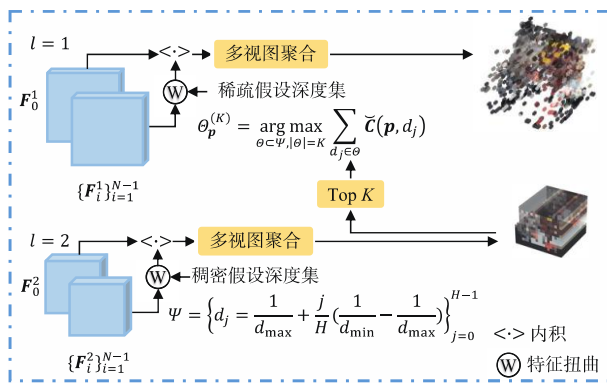 l = 1
<·>
多视图聚合
F_0^1
W
稀疏假设深度集
Θ_p^{(K)} = arg max_{Θ⊂Ψ,|Θ|=K} ∑_{d_j∈Θ} C̆(p, d_j)
{F_i^1}_{i=1}^{N-1}
Top K
l = 2
<·>
多视图聚合
F_0^2
W
稠密假设深度集
Ψ = {d_j = 1/d_max + j/H (1/d_min − 1/d_max)}_{j=0}^{H-1}
{F_i^2}_{i=1}^{N-1}
<·> 内积
W 特征扭曲